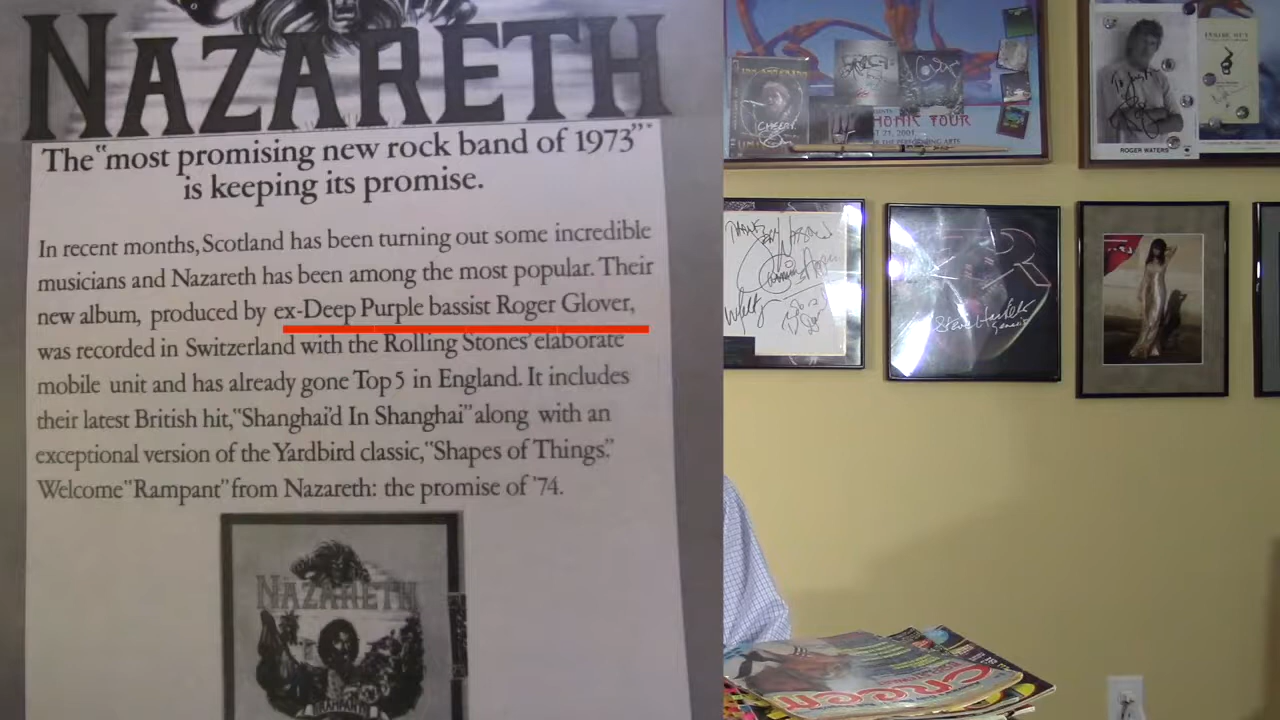 NAZARETH
The "most promising new rock band of 1973"*
is keeping its promise.
In recent months, Scotland has been turning out some incredible
musicians and Nazareth has been among the most popular. Their
new album, produced by ex-Deep Purple bassist Roger Glover,
was recorded in Switzerland with the Rolling Stones' elaborate
mobile unit and has already gone Top 5 in England. It includes
their latest British hit, "Shanghai'd In Shanghai" along with an
exceptional version of the Yardbird classic, "Shapes of Things."
Welcome "Rampant" from Nazareth: the promise of '74.
NAZARETH
RAMPANT
TOUR
ROGER WATERS
Steve Hackett
Genesis
CREEM